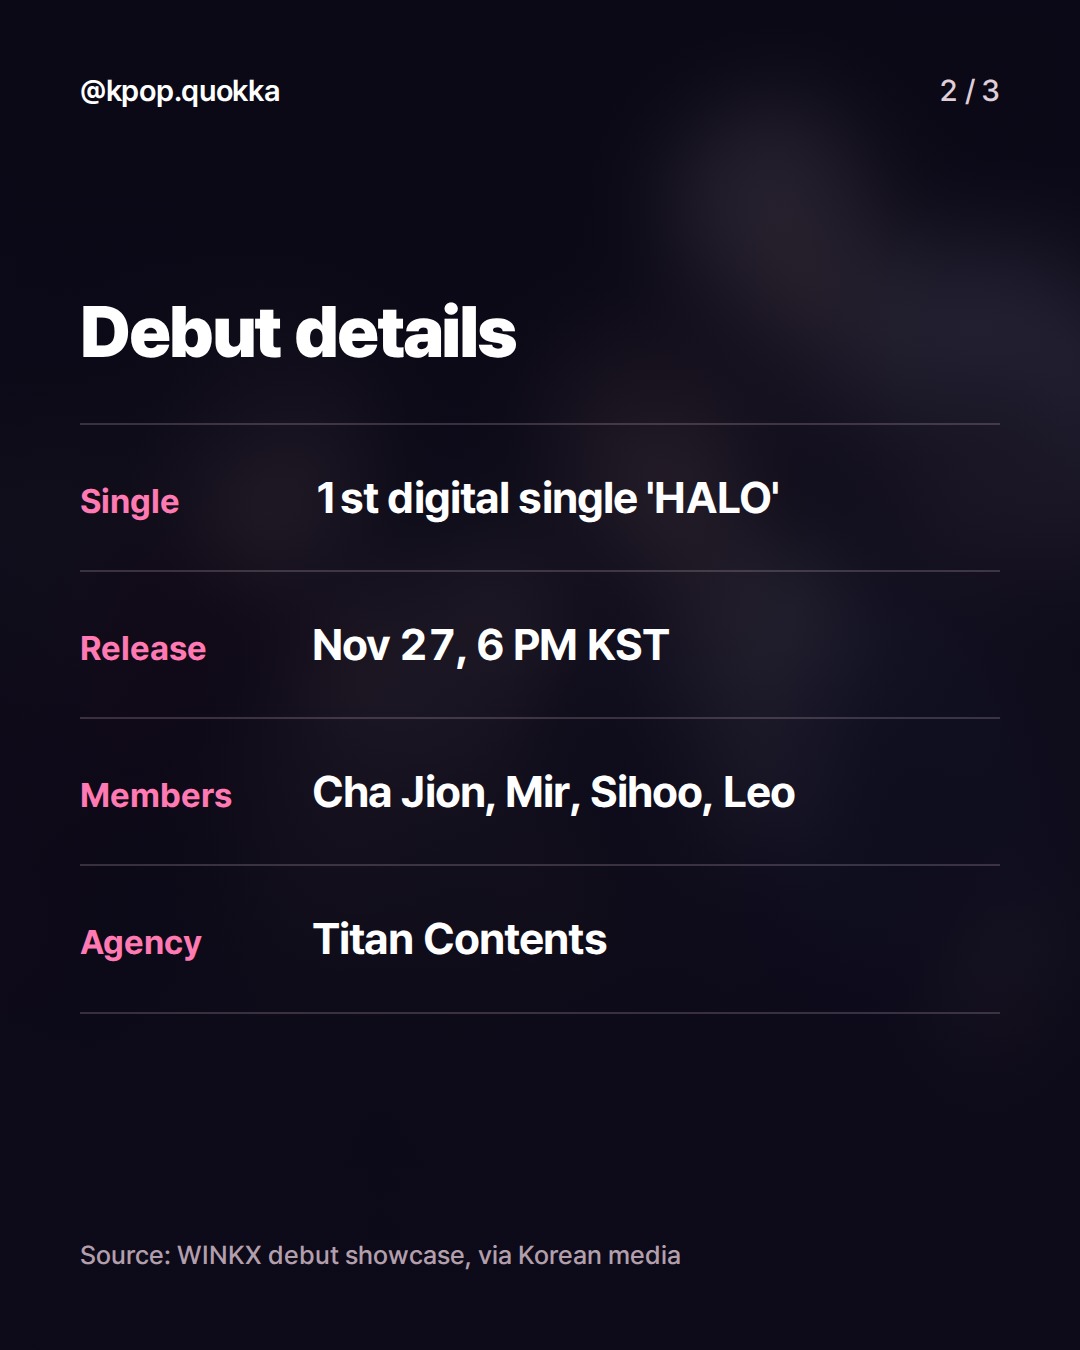 @kpop.quokka
2 / 3
Debut details
Single 1st digital single 'HALO'
Release Nov 27, 6 PM KST
Members Cha Jion, Mir, Sihoo, Leo
Agency Titan Contents
Source: WINKX debut showcase, via Korean media